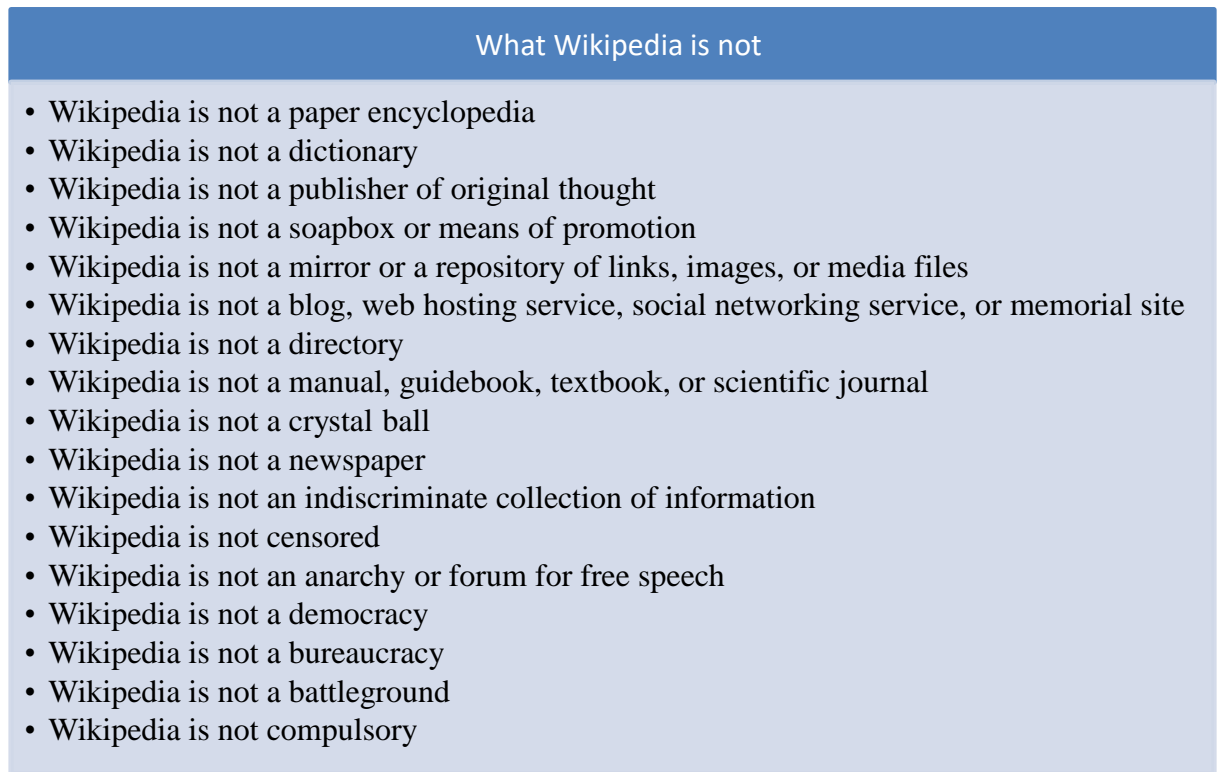 What Wikipedia is not
• Wikipedia is not a paper encyclopedia
• Wikipedia is not a dictionary
• Wikipedia is not a publisher of original thought
• Wikipedia is not a soapbox or means of promotion
• Wikipedia is not a mirror or a repository of links, images, or media files
• Wikipedia is not a blog, web hosting service, social networking service, or memorial site
• Wikipedia is not a directory
• Wikipedia is not a manual, guidebook, textbook, or scientific journal
• Wikipedia is not a crystal ball
• Wikipedia is not a newspaper
• Wikipedia is not an indiscriminate collection of information
• Wikipedia is not censored
• Wikipedia is not an anarchy or forum for free speech
• Wikipedia is not a democracy
• Wikipedia is not a bureaucracy
• Wikipedia is not a battleground
• Wikipedia is not compulsory